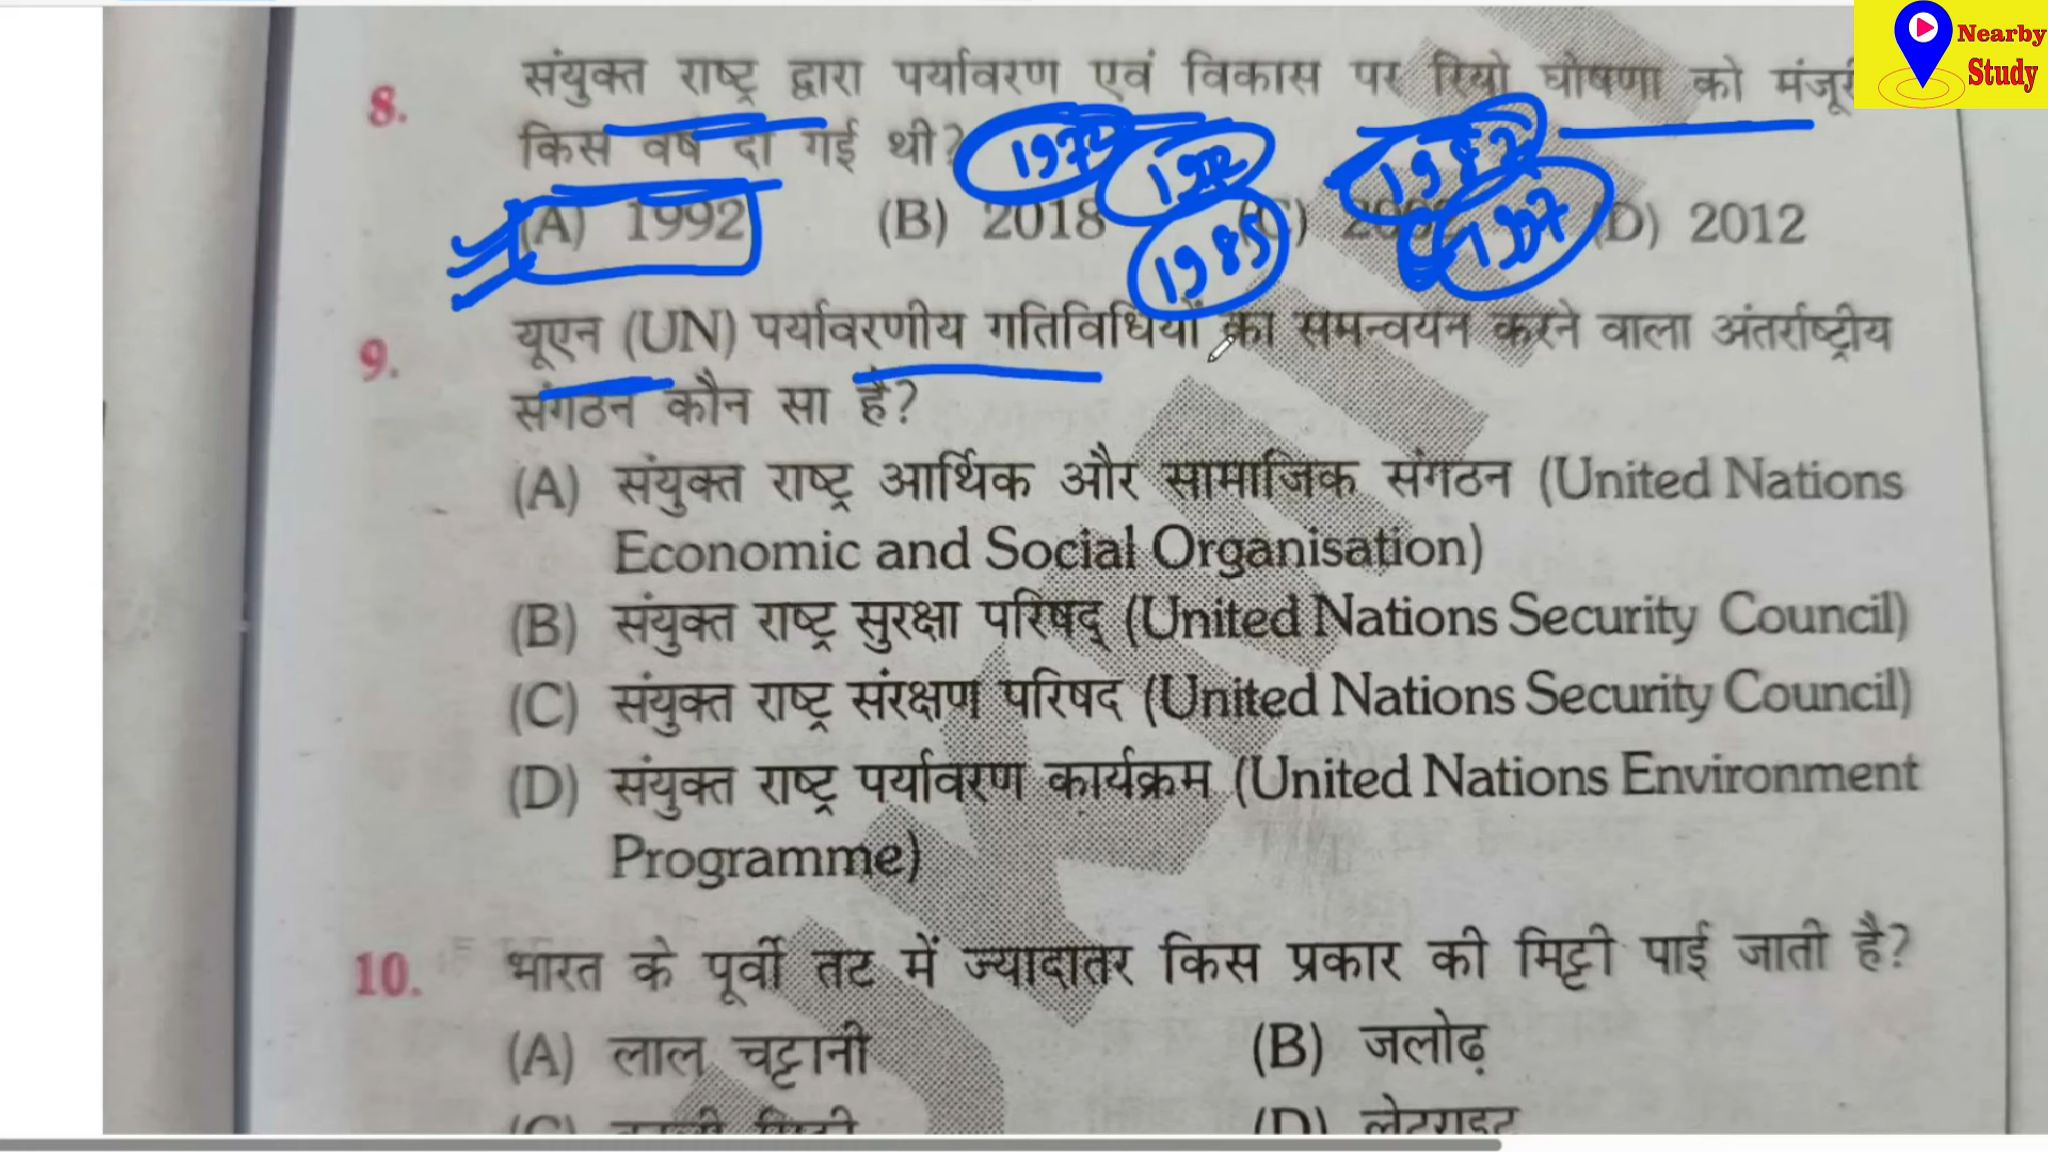 Nearby
Study
8. संयुक्त राष्ट्र द्वारा पर्यावरण एवं विकास पर रियो घोषणा को
किस वर्ष दी गई थी?
(A) 1992 (B) 2018 (C) (D) 2012
1985
9. यूएन (UN) पर्यावरणीय गतिविधियों का समन्वयन करने वाला अंतर्राष्ट्रीय
संगठन कौन सा है?
(A) संयुक्त राष्ट्र आर्थिक और सामाजिक संगठन (United Nations
Economic and Social Organisation)
(B) संयुक्त राष्ट्र सुरक्षा परिषद् (United Nations Security Council)
(C) संयुक्त राष्ट्र संरक्षण परिषद (United Nations Security Council)
(D) संयुक्त राष्ट्र पर्यावरण कार्यक्रम (United Nations Environment
Programme)
10. भारत के पूर्वी तट में ज्यादातर किस प्रकार की मिट्टी पाई जाती है?
(A) लाल चट्टानी (B) जलोढ़